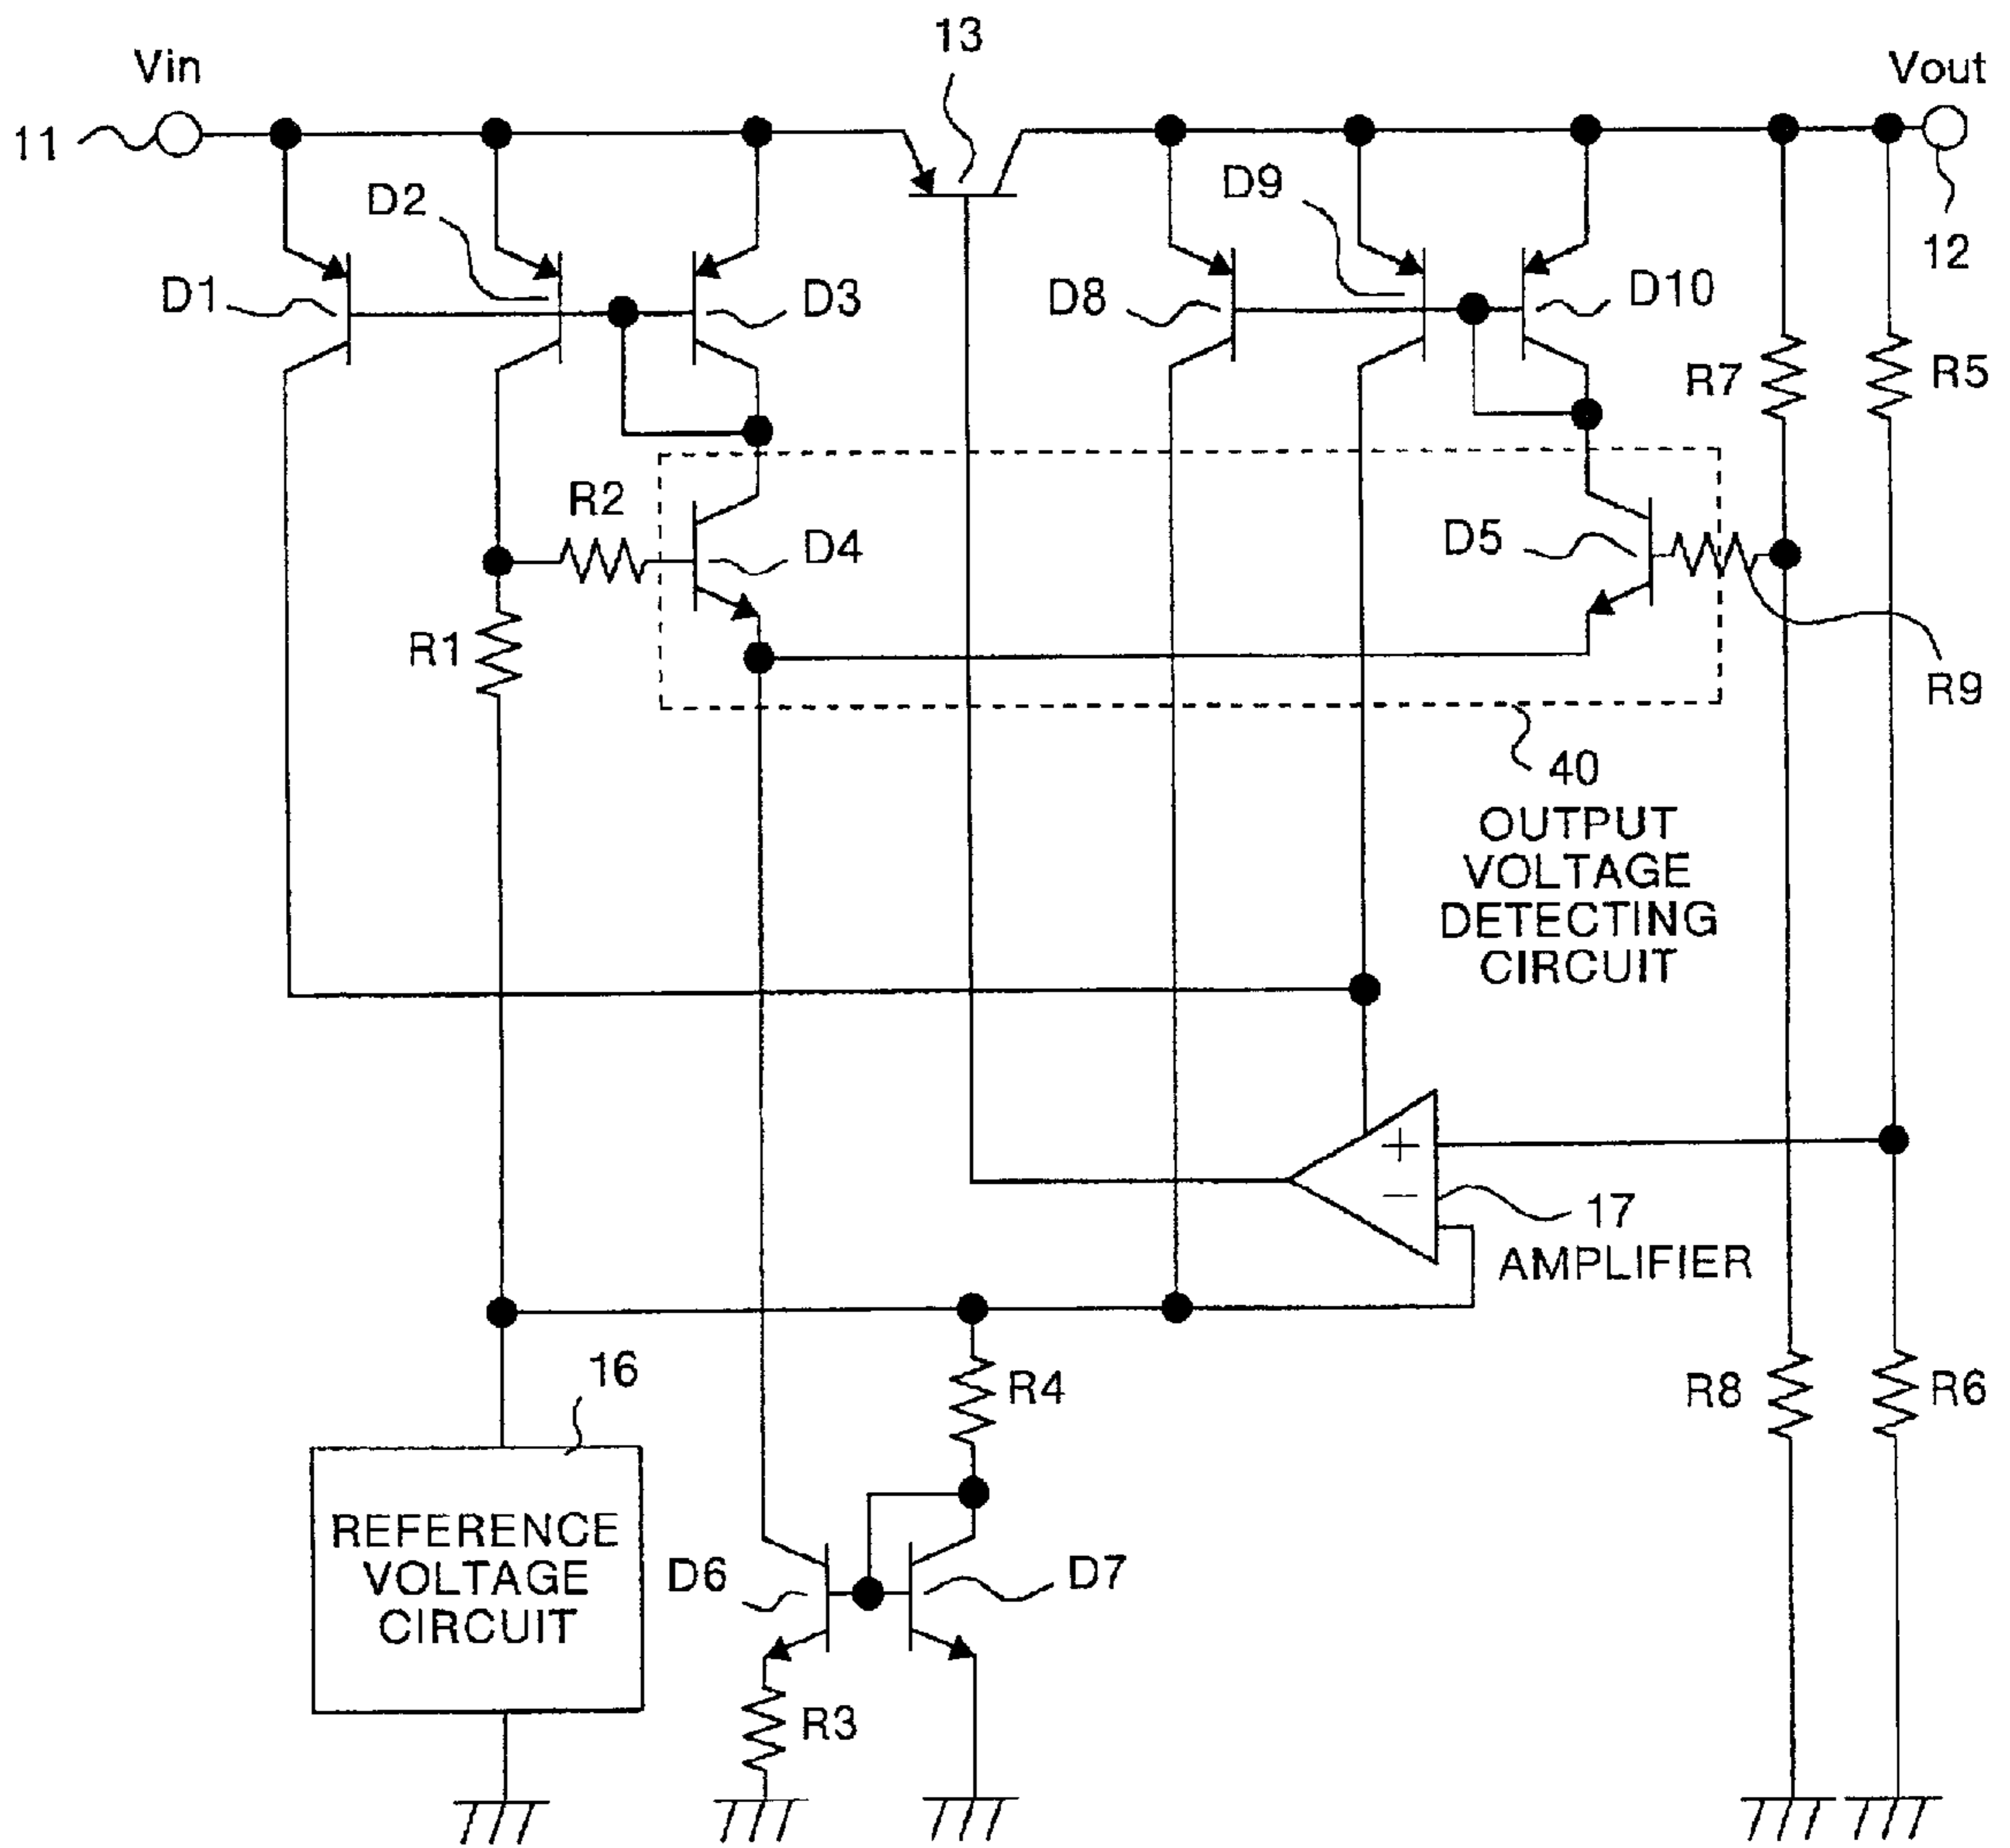 13
Vin
Vout
11
D2
D9
12
D1
D3
D8
D10
R7
R5
R2
D4
D5
R1
R9
40
OUTPUT
VOLTAGE
DETECTING
CIRCUIT
+
−
17
AMPLIFIER
16
R4
R8
R6
REFERENCE
VOLTAGE
CIRCUIT
D6
D7
R3